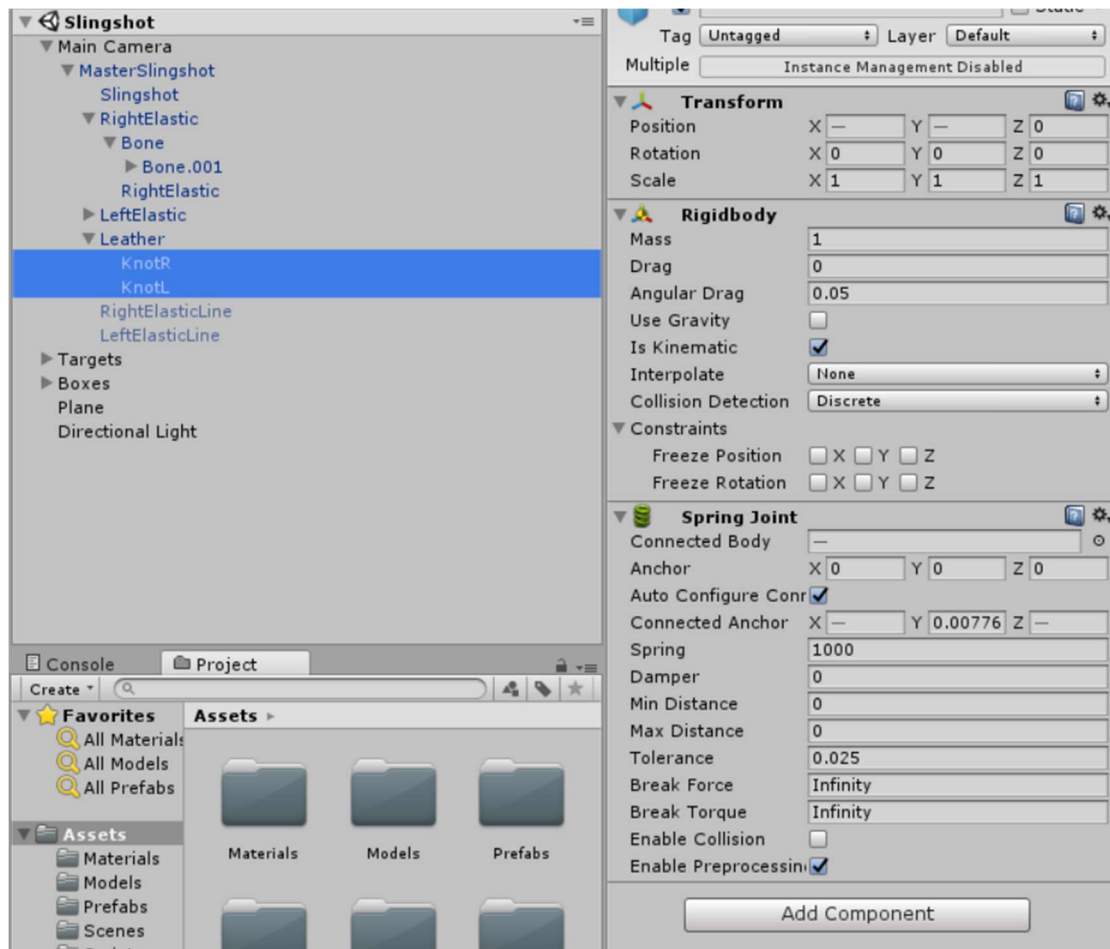 Slingshot
Main Camera
MasterSlingshot
Slingshot
RightElastic
Bone
Bone.001
RightElastic
LeftElastic
Leather
KnotR
KnotL
RightElasticLine
LeftElasticLine
Targets
Boxes
Plane
Directional Light
Console Project
Create
Favorites
All Materials
All Models
All Prefabs
Assets
Materials
Models
Prefabs
Scenes
Assets
Materials Models Prefabs
Static
Tag Untagged Layer Default
Multiple Instance Management Disabled
Transform
Position X — Y — Z 0
Rotation X 0 Y 0 Z 0
Scale X 1 Y 1 Z 1
Rigidbody
Mass 1
Drag 0
Angular Drag 0.05
Use Gravity
Is Kinematic
Interpolate None
Collision Detection Discrete
Constraints
Freeze Position X Y Z
Freeze Rotation X Y Z
Spring Joint
Connected Body —
Anchor X 0 Y 0 Z 0
Auto Configure Conr
Connected Anchor X — Y 0.00776 Z —
Spring 1000
Damper 0
Min Distance 0
Max Distance 0
Tolerance 0.025
Break Force Infinity
Break Torque Infinity
Enable Collision
Enable Preprocessin
Add Component